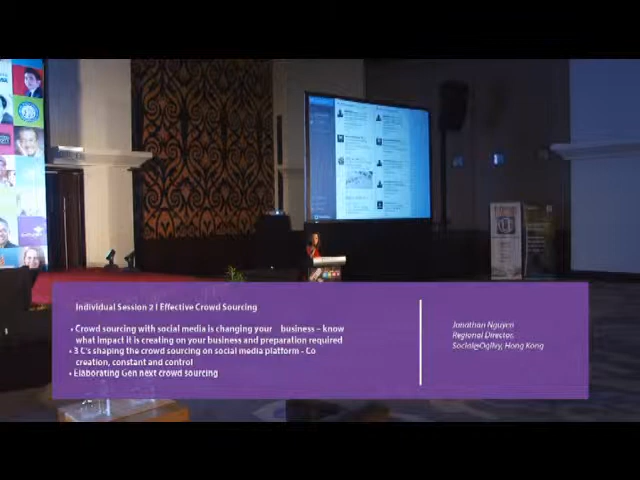 Individual Session 2 I Effective Crowd Sourcing
• Crowd sourcing with social media is changing your business – know
what impact it is creating on your business and preparation required
• 3 C's shaping the crowd sourcing on social media platform - Co
creation, constant and control
• Elaborating Gen next crowd sourcing
Jonathan Nguyen
Regional Director,
Social@Ogilvy, Hong Kong